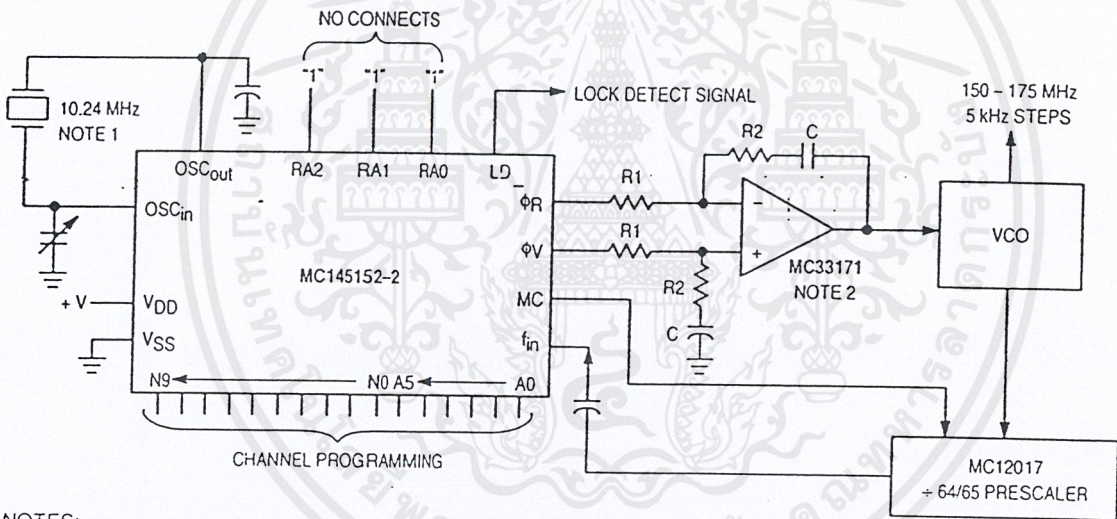 NO CONNECTS
"1" "1" "1"
10.24 MHz
NOTE 1
LOCK DETECT SIGNAL
150 – 175 MHz
5 kHz STEPS
R2 C
OSCout RA2 RA1 RA0 LD
ϕR R1
OSCin
ϕV R1
VCO
MC145152-2
MC33171
NOTE 2
+ V VDD
MC R2
VSS
fin C
N9 N0 A5 A0
CHANNEL PROGRAMMING
MC12017
÷ 64/65 PRESCALER
NOTES: